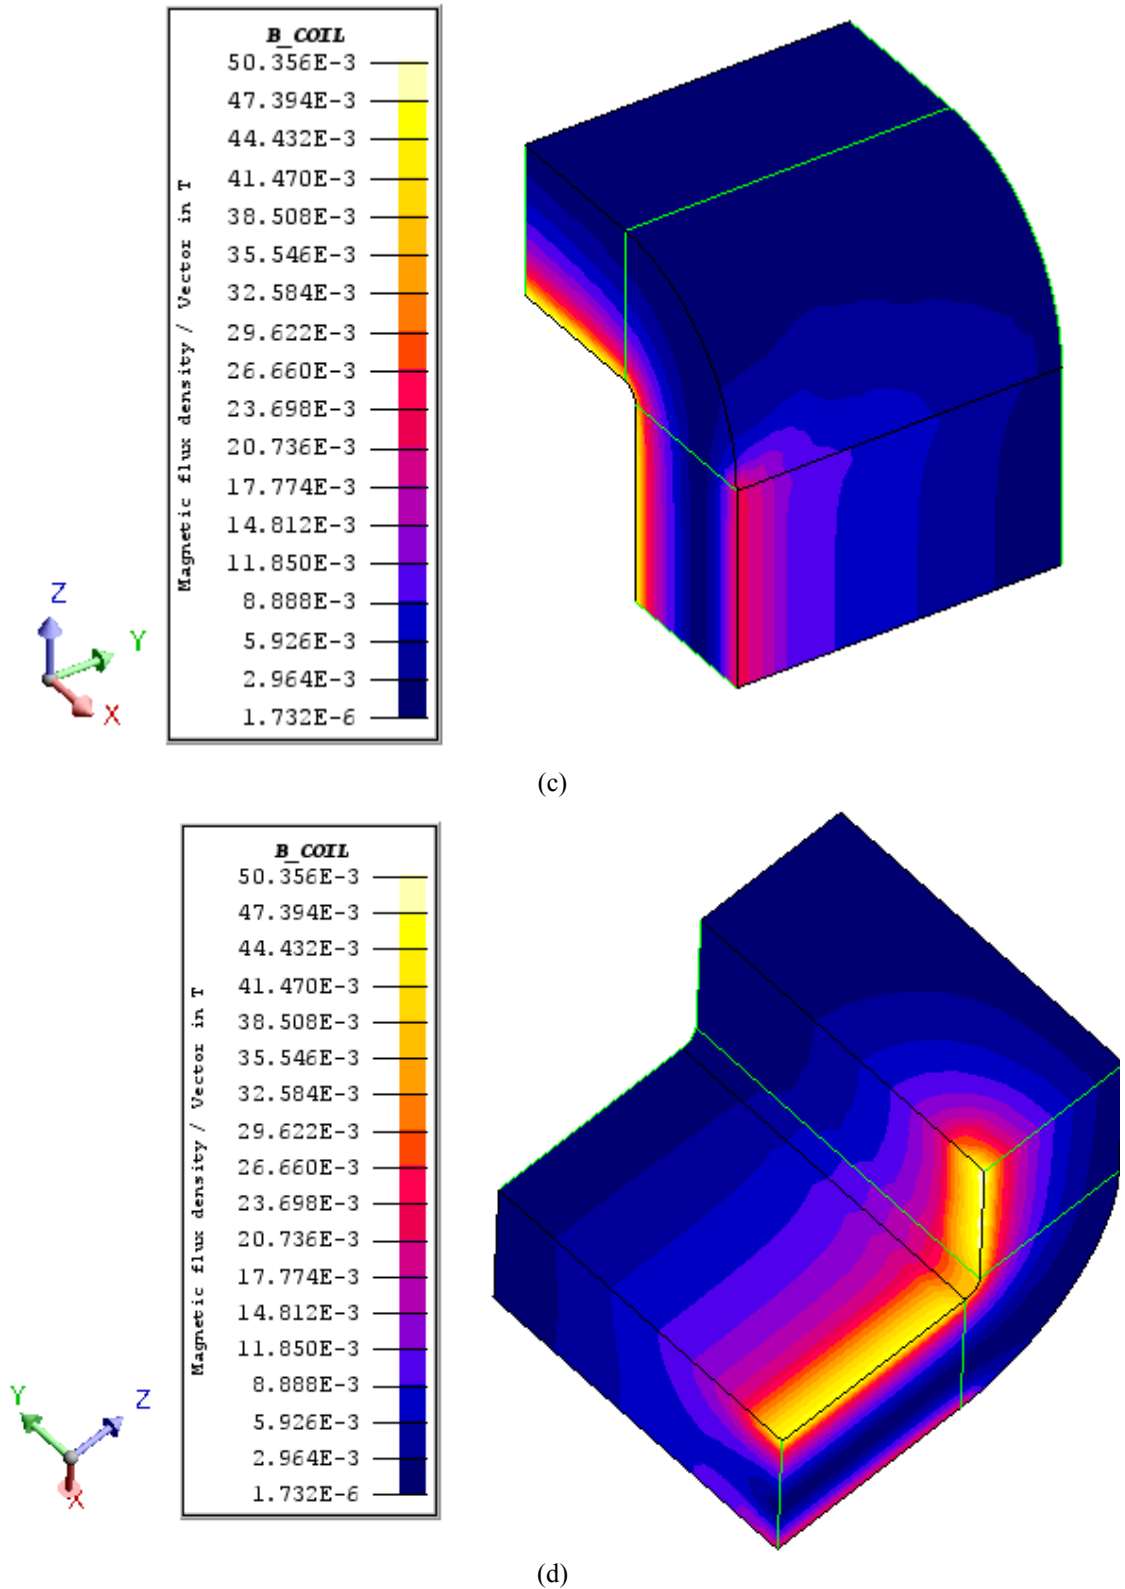 B_COIL
50.356E-3
47.394E-3
44.432E-3
41.470E-3
38.508E-3
35.546E-3
32.584E-3
29.622E-3
26.660E-3
23.698E-3
20.736E-3
17.774E-3
14.812E-3
11.850E-3
8.888E-3
5.926E-3
2.964E-3
1.732E-6
Magnetic flux density / Vector in T
Z
Y
X
(c)
B_COIL
50.356E-3
47.394E-3
44.432E-3
41.470E-3
38.508E-3
35.546E-3
32.584E-3
29.622E-3
26.660E-3
23.698E-3
20.736E-3
17.774E-3
14.812E-3
11.850E-3
8.888E-3
5.926E-3
2.964E-3
1.732E-6
Magnetic flux density / Vector in T
Y
Z
X
(d)